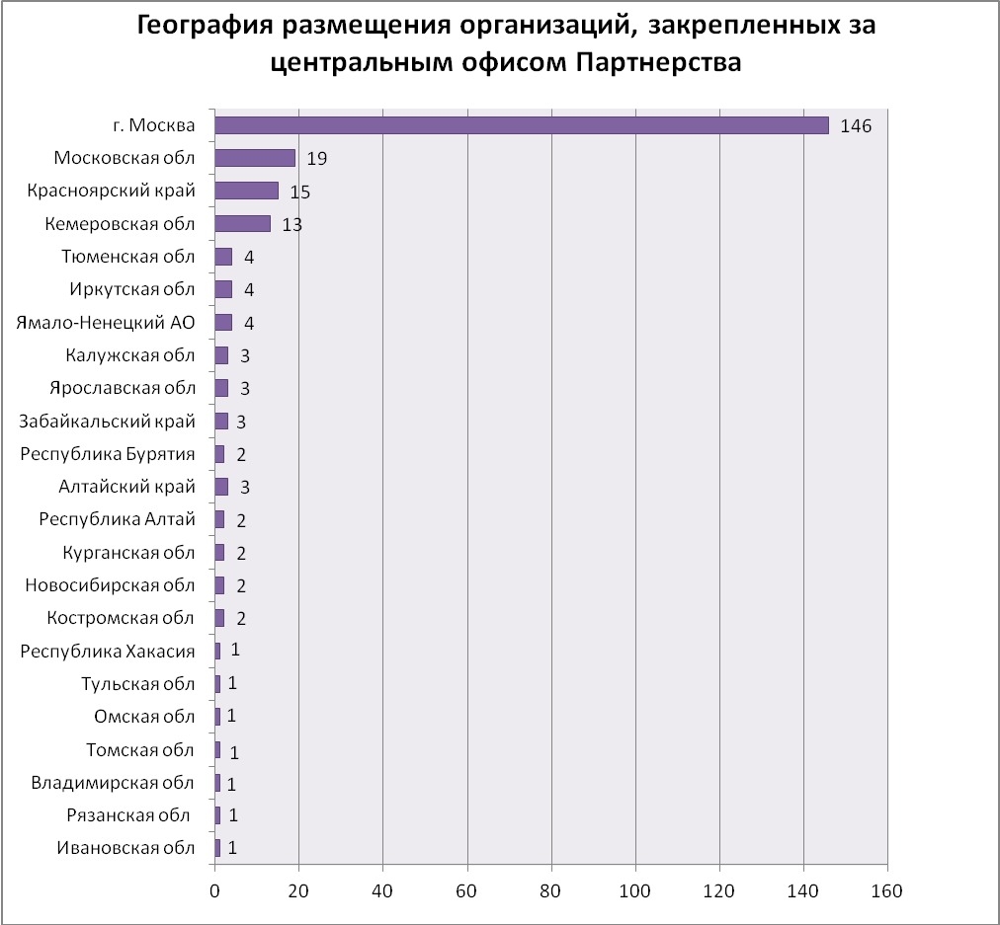 География размещения организаций, закрепленных за
центральным офисом Партнерства
г. Москва 146
Московская обл 19
Красноярский край 15
Кемеровская обл 13
Тюменская обл 4
Иркутская обл 4
Ямало-Ненецкий АО 4
Калужская обл 3
Ярославская обл 3
Забайкальский край 3
Республика Бурятия 2
Алтайский край 3
Республика Алтай 2
Курганская обл 2
Новосибирская обл 2
Костромская обл 2
Республика Хакасия 1
Тульская обл 1
Омская обл 1
Томская обл 1
Владимирская обл 1
Рязанская обл 1
Ивановская обл 1
0 20 40 60 80 100 120 140 160